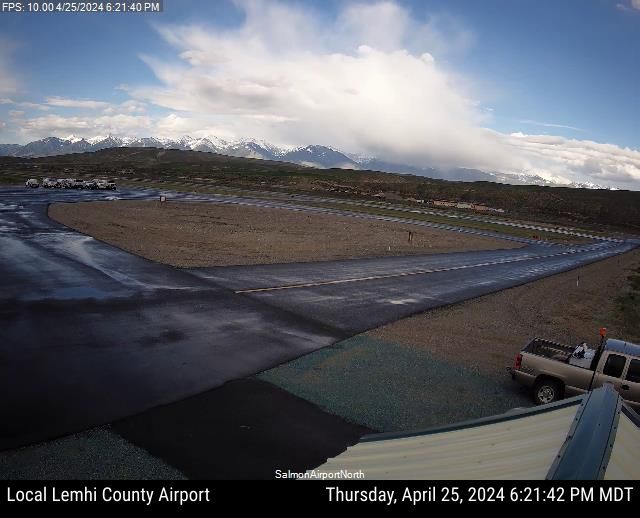 FPS: 10.00 4/25/2024 6:21:40 PM
SalmonAirportNorth
Local Lemhi County Airport Thursday, April 25, 2024 6:21:42 PM MDT